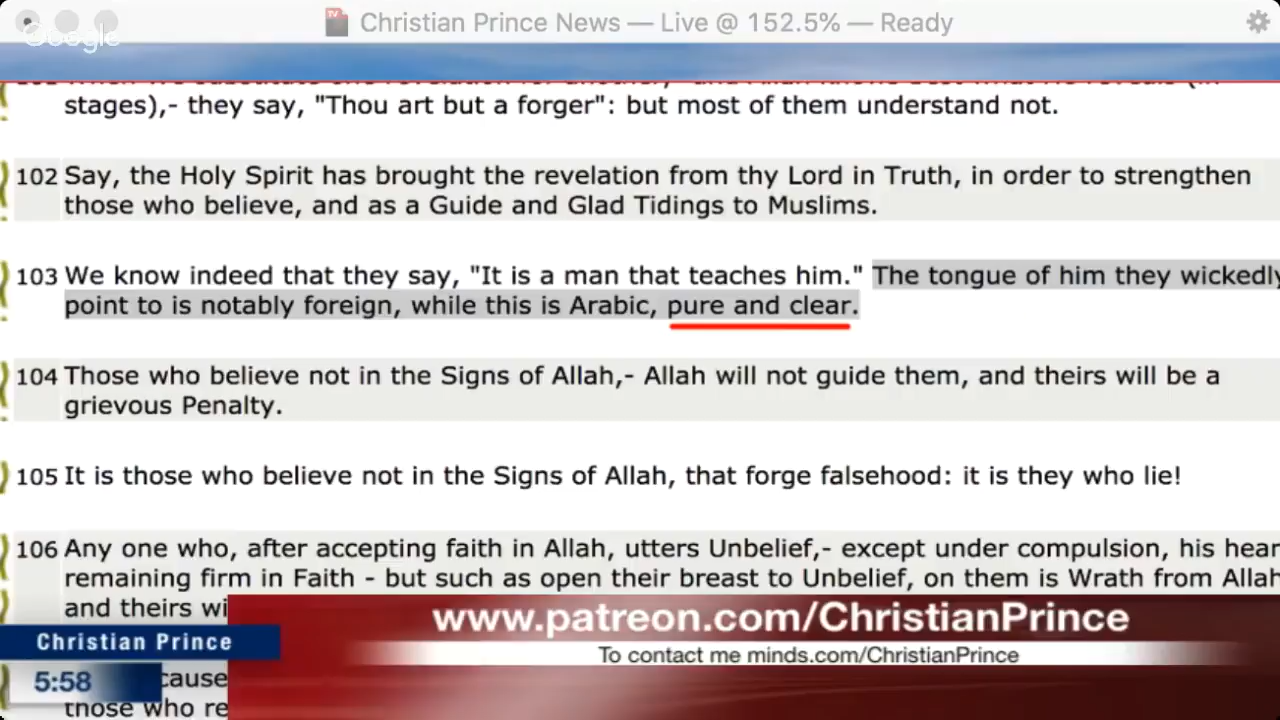 Christian Prince News — Live @ 152.5% — Ready
Google
stages),- they say, "Thou art but a forger": but most of them understand not.
102 Say, the Holy Spirit has brought the revelation from thy Lord in Truth, in order to strengthen
those who believe, and as a Guide and Glad Tidings to Muslims.
103 We know indeed that they say, "It is a man that teaches him." The tongue of him they wickedly
point to is notably foreign, while this is Arabic, pure and clear.
104 Those who believe not in the Signs of Allah,- Allah will not guide them, and theirs will be a
grievous Penalty.
105 It is those who believe not in the Signs of Allah, that forge falsehood: it is they who lie!
106 Any one who, after accepting faith in Allah, utters Unbelief,- except under compulsion, his hear
remaining firm in Faith - but such as open their breast to Unbelief, on them is Wrath from Allah
and theirs wi
www.patreon.com/ChristianPrince
Christian Prince
To contact me minds.com/ChristianPrince
5:58
cause
those who re